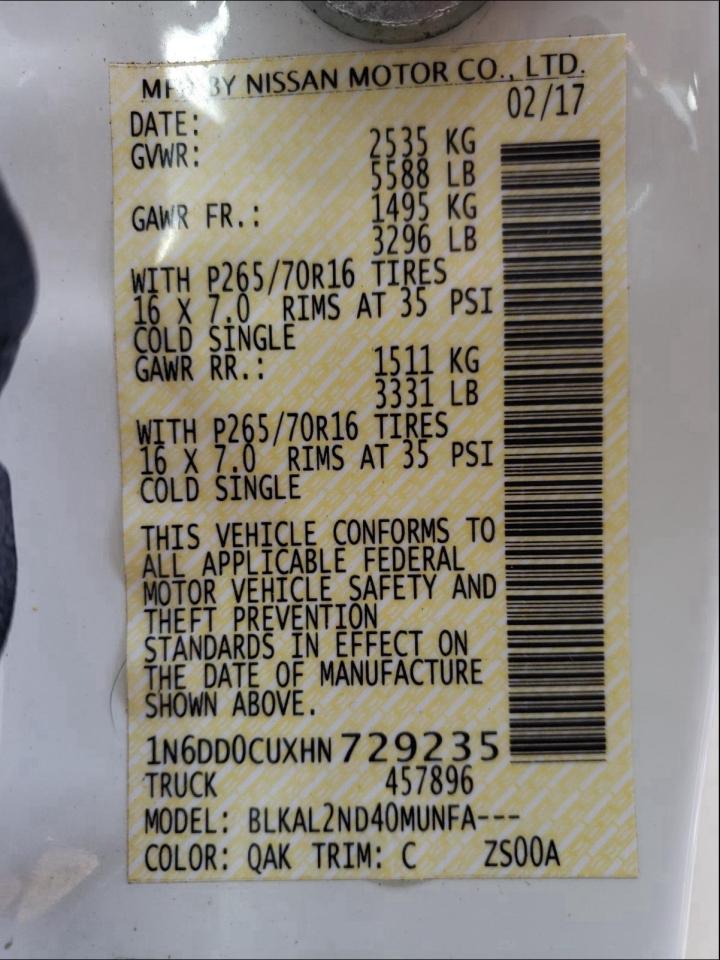 MFD BY NISSAN MOTOR CO., LTD.
DATE: 02/17
GVWR: 2535 KG
5588 LB
GAWR FR.: 1495 KG
3296 LB
WITH P265/70R16 TIRES
16 X 7.0 RIMS AT 35 PSI
COLD SINGLE
GAWR RR.: 1511 KG
3331 LB
WITH P265/70R16 TIRES
16 X 7.0 RIMS AT 35 PSI
COLD SINGLE
THIS VEHICLE CONFORMS TO
ALL APPLICABLE FEDERAL
MOTOR VEHICLE SAFETY AND
THEFT PREVENTION
STANDARDS IN EFFECT ON
THE DATE OF MANUFACTURE
SHOWN ABOVE.
1N6DD0CUXHN729235
TRUCK 457896
MODEL: BLKAL2ND40MUNFA---
COLOR: QAK TRIM: C ZS00A